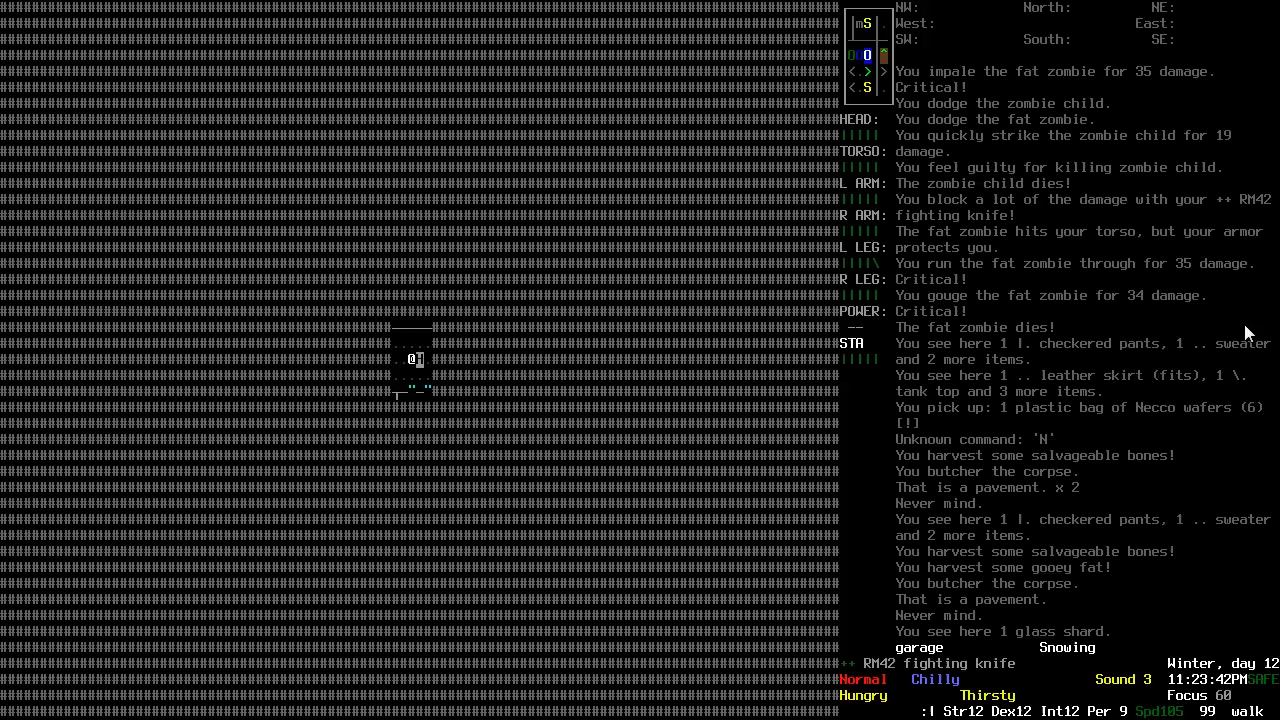 NW: North: NE:
West: East:
SW: South: SE:
You impale the fat zombie for 35 damage.
Critical!
You dodge the zombie child.
HEAD: You dodge the fat zombie.
You quickly strike the zombie child for 19
TORSO: damage.
You feel guilty for killing zombie child.
L ARM: The zombie child dies!
You block a lot of the damage with your ++ RM42
R ARM: fighting knife!
The fat zombie hits your torso, but your armor
L LEG: protects you.
You run the fat zombie through for 35 damage.
R LEG: Critical!
You gouge the fat zombie for 34 damage.
POWER: Critical!
-- The fat zombie dies!
STA You see here 1 |. checkered pants, 1 .. sweater
and 2 more items.
You see here 1 .. leather skirt (fits), 1 \.
tank top and 3 more items.
You pick up: 1 plastic bag of Necco wafers (6)
[!]
Unknown command: 'N'
You harvest some salvageable bones!
You butcher the corpse.
That is a pavement. x 2
Never mind.
You see here 1 |. checkered pants, 1 .. sweater
and 2 more items.
You harvest some salvageable bones!
You harvest some gooey fat!
You butcher the corpse.
That is a pavement.
Never mind.
You see here 1 glass shard.
garage Snowing
++ RM42 fighting knife Winter, day 12
Normal Chilly Sound 3 11:23:42PM SAFE
Hungry Thirsty Focus 60
:| Str12 Dex12 Int12 Per 9 Spd105 99 walk